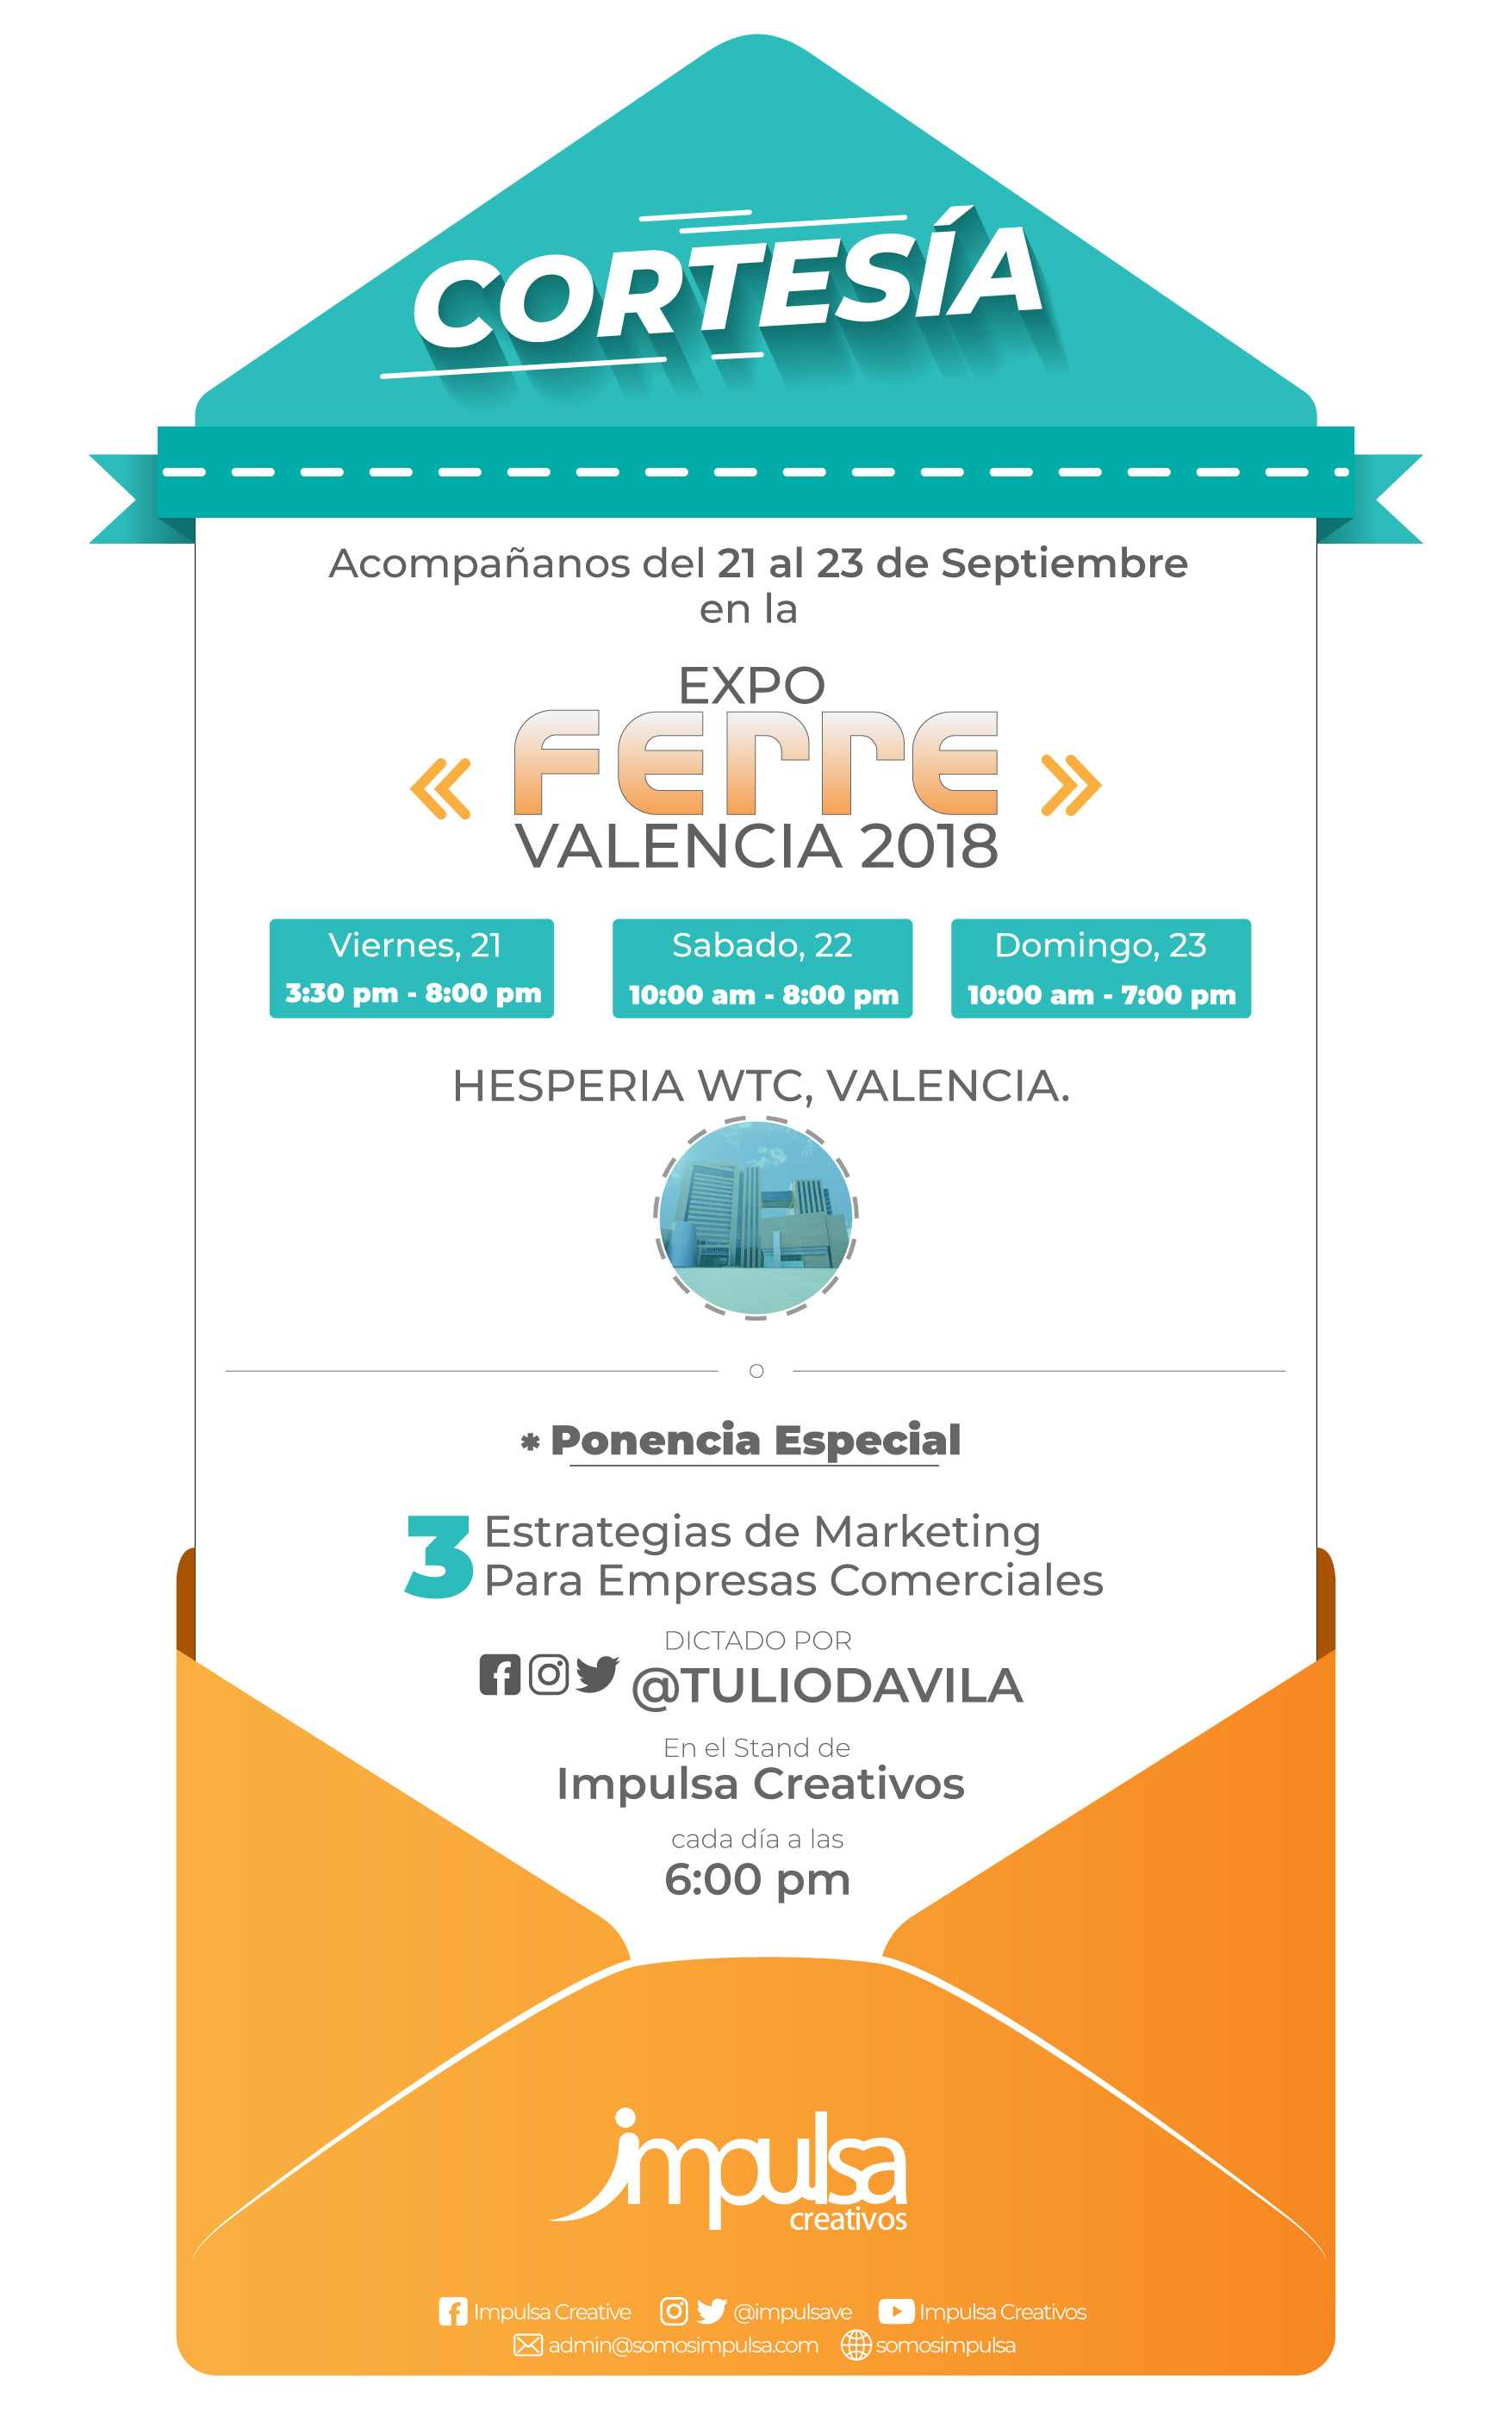 CORTESÍA
Acompañanos del 21 al 23 de Septiembre
en la
EXPO
FERRE
VALENCIA 2018
Viernes, 21
3:30 pm - 8:00 pm
Sabado, 22
10:00 am - 8:00 pm
Domingo, 23
10:00 am - 7:00 pm
HESPERIA WTC, VALENCIA.
* Ponencia Especial
3 Estrategias de Marketing
Para Empresas Comerciales
DICTADO POR
@TULIODAVILA
En el Stand de
Impulsa Creativos
cada día a las
6:00 pm
impulsa
creativos
Impulsa Creative @impulsave Impulsa Creativos
admin@somosimpulsa.com somosimpulsa